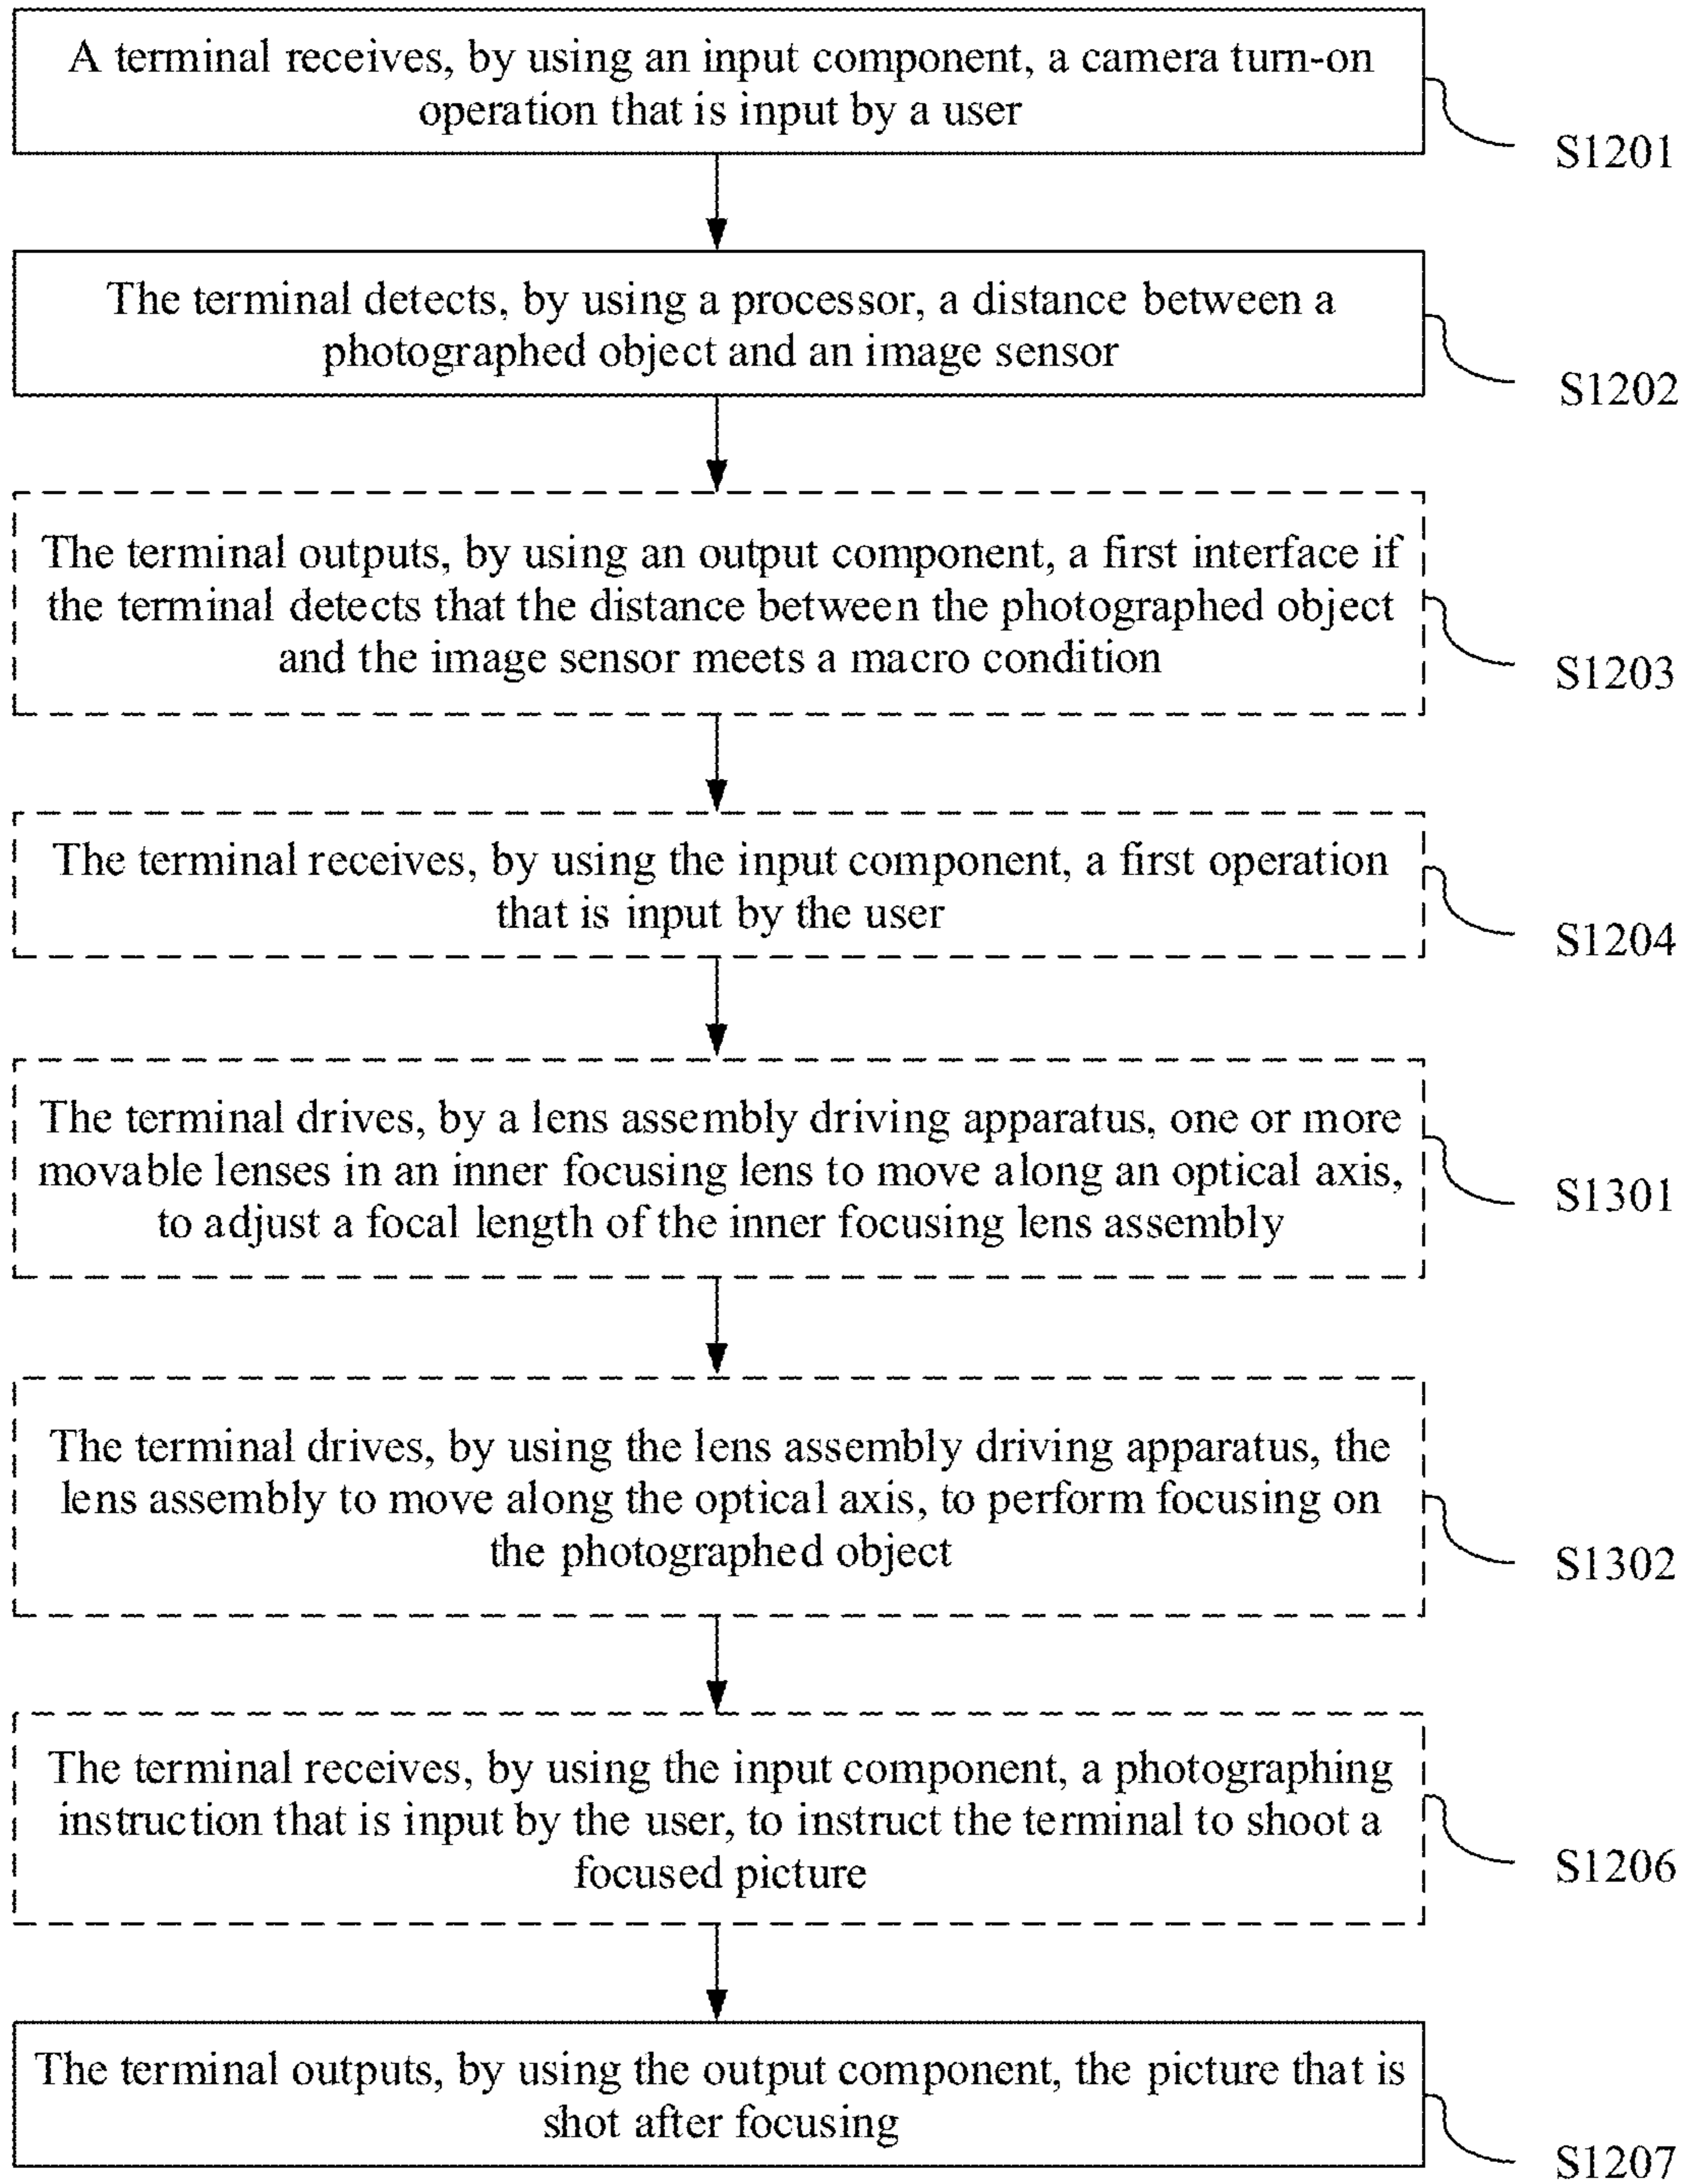 A terminal receives, by using an input component, a camera turn-on
operation that is input by a user
S1201
The terminal detects, by using a processor, a distance between a
photographed object and an image sensor
S1202
The terminal outputs, by using an output component, a first interface if
the terminal detects that the distance between the photographed object
and the image sensor meets a macro condition
S1203
The terminal receives, by using the input component, a first operation
that is input by the user
S1204
The terminal drives, by a lens assembly driving apparatus, one or more
movable lenses in an inner focusing lens to move along an optical axis,
to adjust a focal length of the inner focusing lens assembly
S1301
The terminal drives, by using the lens assembly driving apparatus, the
lens assembly to move along the optical axis, to perform focusing on
the photographed object
S1302
The terminal receives, by using the input component, a photographing
instruction that is input by the user, to instruct the terminal to shoot a
focused picture
S1206
The terminal outputs, by using the output component, the picture that is
shot after focusing
S1207